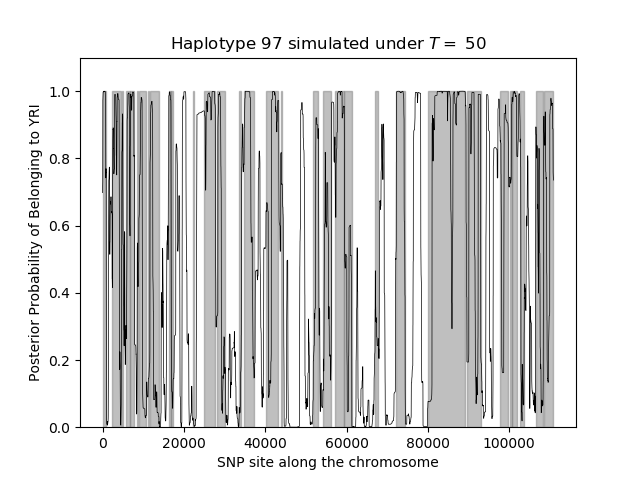 Haplotype 97 simulated under T = 50
Posterior Probability of Belonging to YRI
1.0
0.8
0.6
0.4
0.2
0.0
0 20000 40000 60000 80000 100000
SNP site along the chromosome